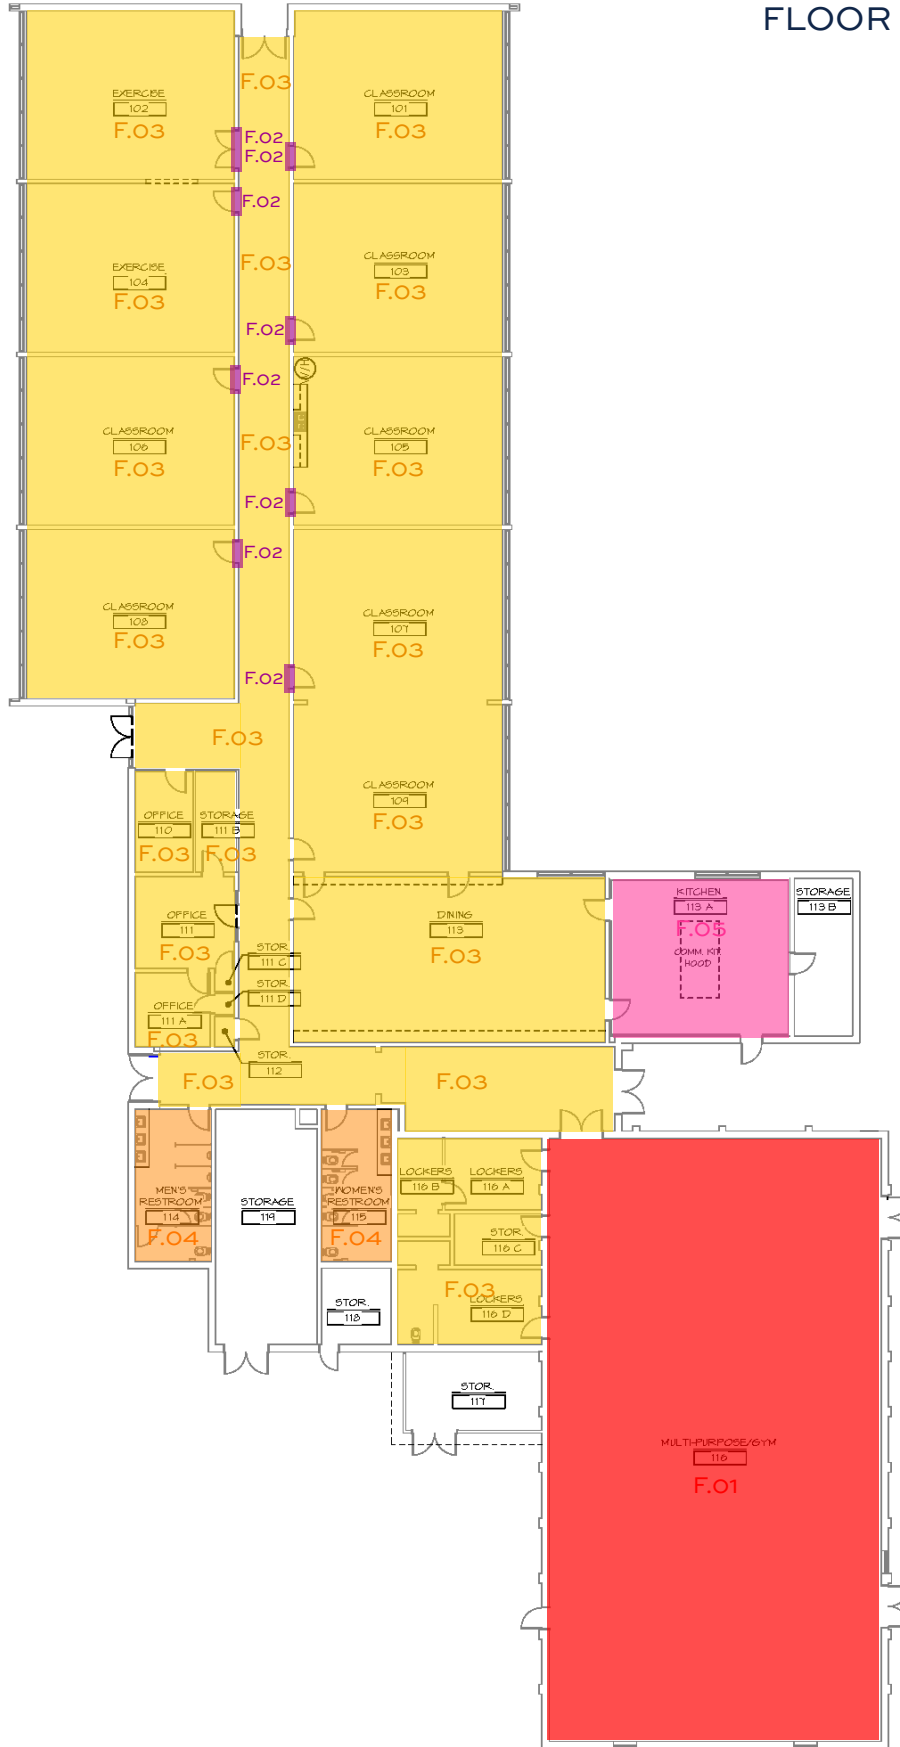 FLOOR
F.03
EXERCISE
102
F.03
CLASSROOM
101
F.03
F.02
F.02
F.02
EXERCISE
104
F.03
F.03
CLASSROOM
103
F.03
F.02
F.02
W/H
CLASSROOM
106
F.03
F.03
CLASSROOM
105
F.03
F.02
F.02
CLASSROOM
108
F.03
CLASSROOM
107
F.03
F.02
F.03
CLASSROOM
109
F.03
OFFICE
110
F.03
STORAGE
111 B
F.03
OFFICE
111
F.03
DINING
113
F.03
KITCHEN
113 A
F.05
COMM. KIT.
HOOD
STORAGE
113 B
STOR.
111 C
STOR.
111 D
OFFICE
111 A
F.03
STOR.
112
F.03
F.03
MEN'S
RESTROOM
114
F.04
STORAGE
119
WOMEN'S
RESTROOM
115
F.04
LOCKERS
116 B
LOCKERS
116 A
STOR.
116 C
F.03
LOCKERS
116 D
STOR.
118
STOR.
117
MULTI-PURPOSE/GYM
116
F.01